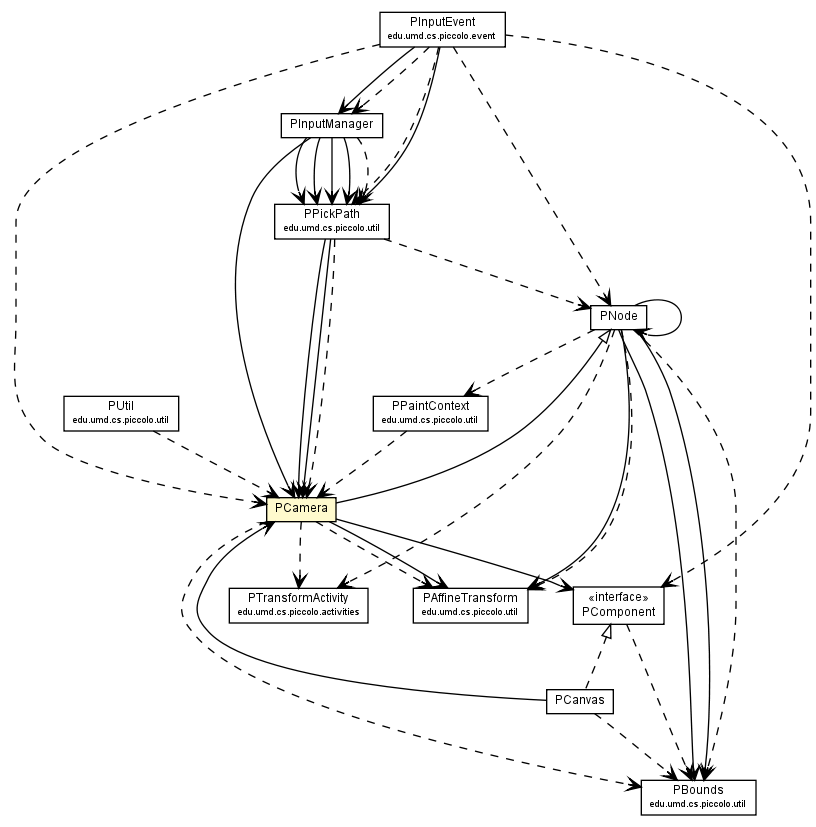 PInputEvent
edu.umd.cs.piccolo.event
PInputManager
PPickPath
edu.umd.cs.piccolo.util
PNode
PUtil
edu.umd.cs.piccolo.util
PPaintContext
edu.umd.cs.piccolo.util
PCamera
PTransformActivity
edu.umd.cs.piccolo.activities
PAffineTransform
edu.umd.cs.piccolo.util
«interface»
PComponent
PCanvas
PBounds
edu.umd.cs.piccolo.util